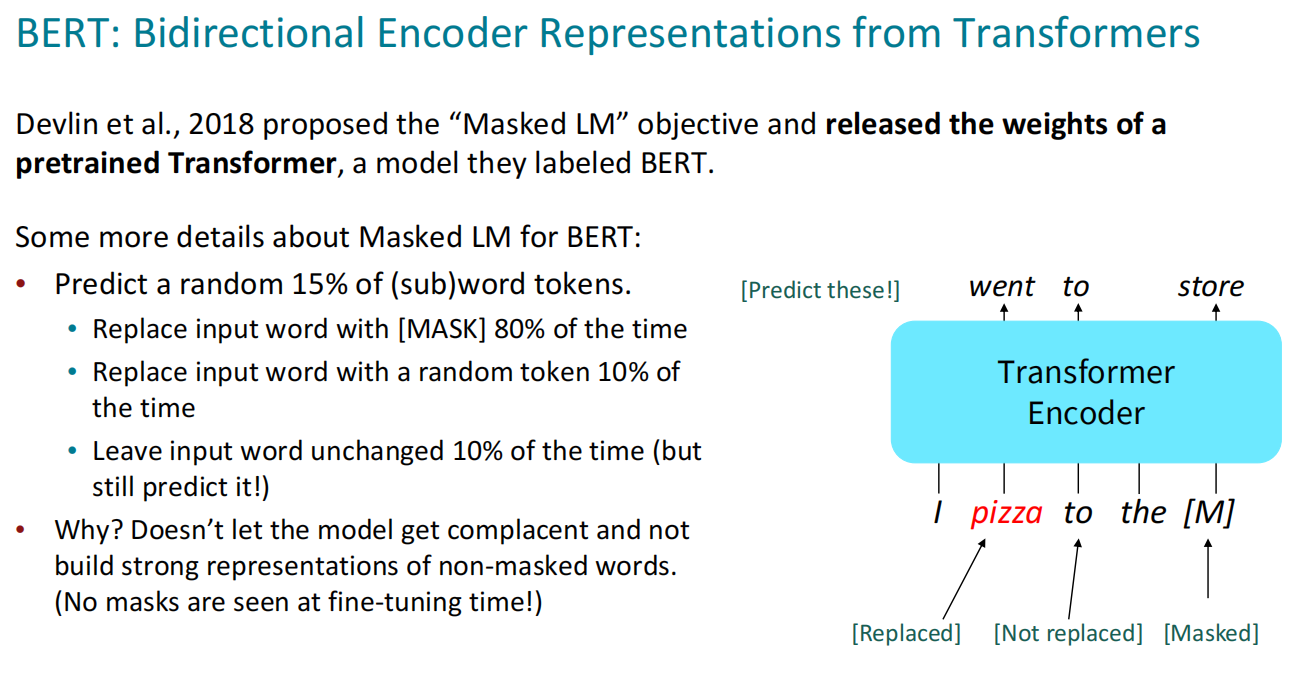 BERT: Bidirectional Encoder Representations from Transformers
Devlin et al., 2018 proposed the “Masked LM” objective and released the weights of a
pretrained Transformer, a model they labeled BERT.
Some more details about Masked LM for BERT:
• Predict a random 15% of (sub)word tokens.
• Replace input word with [MASK] 80% of the time
• Replace input word with a random token 10% of
the time
• Leave input word unchanged 10% of the time (but
still predict it!)
• Why? Doesn’t let the model get complacent and not
build strong representations of non-masked words.
(No masks are seen at fine-tuning time!)
[Predict these!] went to store
Transformer
Encoder
I pizza to the [M]
[Replaced] [Not replaced] [Masked]